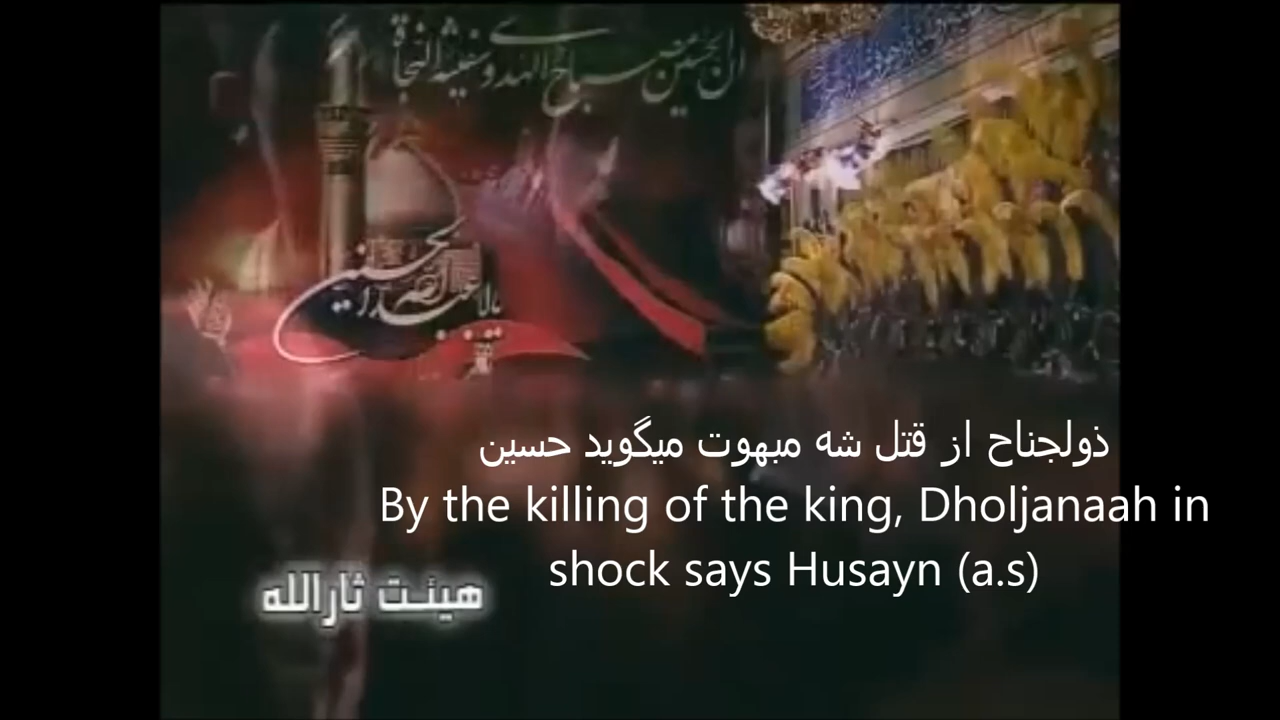 ان الحسین مصباح الهدی و سفینة النجاة
یا ابا عبدالله الحسین
ذولجناح از قتل شه مبهوت میگوید حسین
By the killing of the king, Dholjanaah in
shock says Husayn (a.s)
هیئت ثارالله